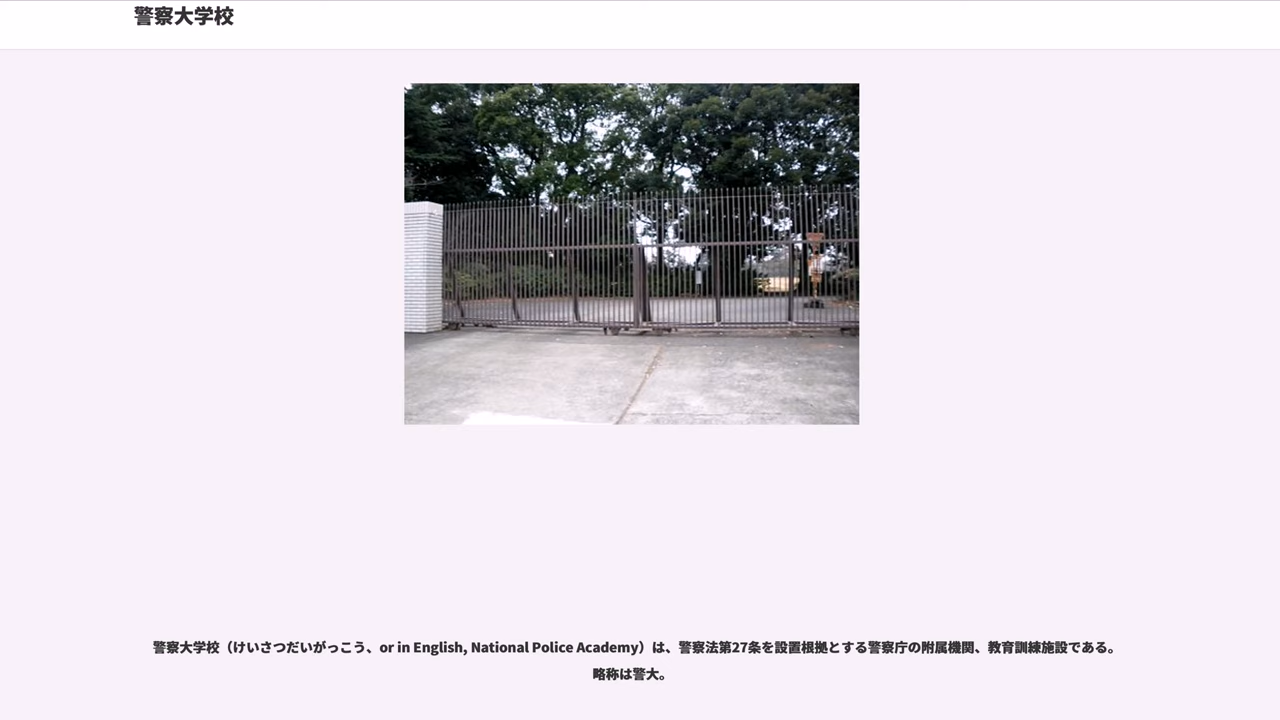 警察大学校
警察大学校（けいさつだいがっこう、or in English, National Police Academy）は、警察法第27条を設置根拠とする警察庁の附属機関、教育訓練施設である。
略称は警大。